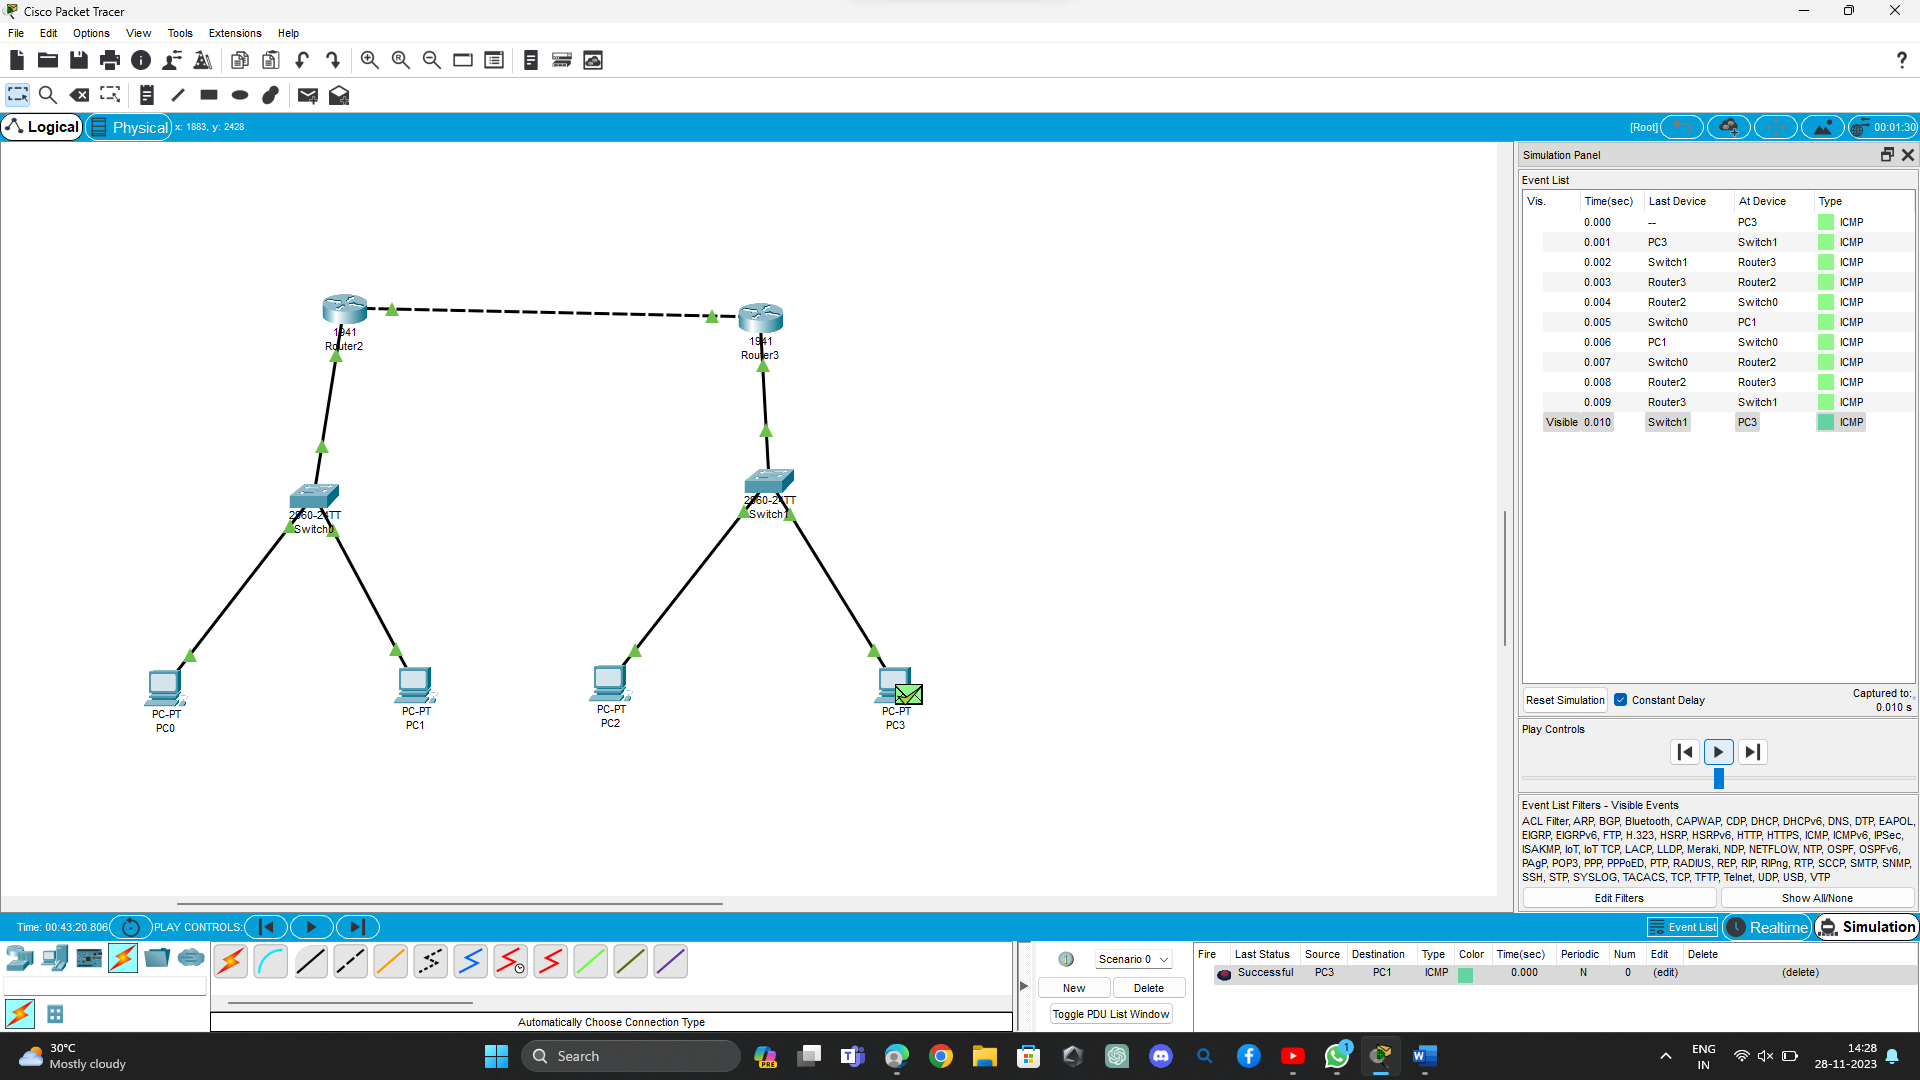 Cisco Packet Tracer
File Edit Options View Tools Extensions Help
Logical Physical x: 1883, y: 2428 [Root] 00:01:30
Simulation Panel
Event List
Vis. Time(sec) Last Device At Device Type
0.000 -- PC3 ICMP
0.001 PC3 Switch1 ICMP
0.002 Switch1 Router3 ICMP
0.003 Router3 Router2 ICMP
0.004 Router2 Switch0 ICMP
0.005 Switch0 PC1 ICMP
0.006 PC1 Switch0 ICMP
0.007 Switch0 Router2 ICMP
0.008 Router2 Router3 ICMP
0.009 Router3 Switch1 ICMP
Visible 0.010 Switch1 PC3 ICMP
1941
Router2
1941
Router3
2960-24TT
Switch0
2960-24TT
Switch1
PC-PT
PC0
PC-PT
PC1
PC-PT
PC2
PC-PT
PC3
Reset Simulation Constant Delay Captured to:
0.010 s
Play Controls
Event List Filters - Visible Events
ACL Filter, ARP, BGP, Bluetooth, CAPWAP, CDP, DHCP, DHCPv6, DNS, DTP, EAPOL,
EIGRP, EIGRPv6, FTP, H.323, HSRP, HSRPv6, HTTP, HTTPS, ICMP, ICMPv6, IPSec,
ISAKMP, IoT, IoT TCP, LACP, LLDP, Meraki, NDP, NETFLOW, NTP, OSPF, OSPFv6,
PAgP, POP3, PPP, PPPoED, PTP, RADIUS, REP, RIP, RIPng, RTP, SCCP, SMTP, SNMP,
SSH, STP, SYSLOG, TACACS, TCP, TFTP, Telnet, UDP, USB, VTP
Edit Filters Show All/None
Time: 00:43:20.806 PLAY CONTROLS: Event List Realtime Simulation
Scenario 0
New Delete
Toggle PDU List Window
Fire Last Status Source Destination Type Color Time(sec) Periodic Num Edit Delete
Successful PC3 PC1 ICMP 0.000 N 0 (edit) (delete)
Automatically Choose Connection Type
30°C
Mostly cloudy
Search
PRE
1
ENG
IN
14:28
28-11-2023